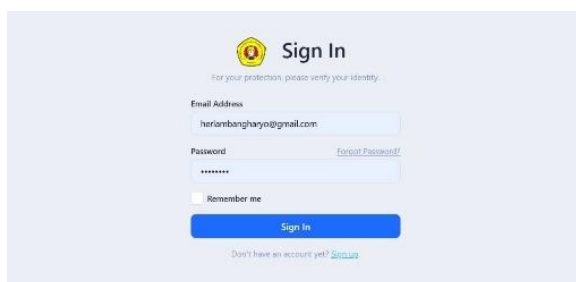 Sign In
For your protection, please verify your identity.
Email Address
herlambangharyo@gmail.com
Password Forgot Password?
••••••••
Remember me
Sign In
Don't have an account yet? Sign up